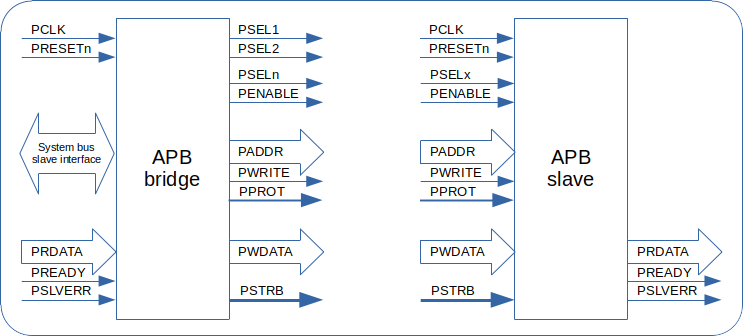 PCLK
PRESETn
System bus
slave interface
PRDATA
PREADY
PSLVERR
APB
bridge
PSEL1
PSEL2
PSELn
PENABLE
PADDR
PWRITE
PPROT
PWDATA
PSTRB
PCLK
PRESETn
PSELx
PENABLE
PADDR
PWRITE
PPROT
PWDATA
PSTRB
APB
slave
PRDATA
PREADY
PSLVERR